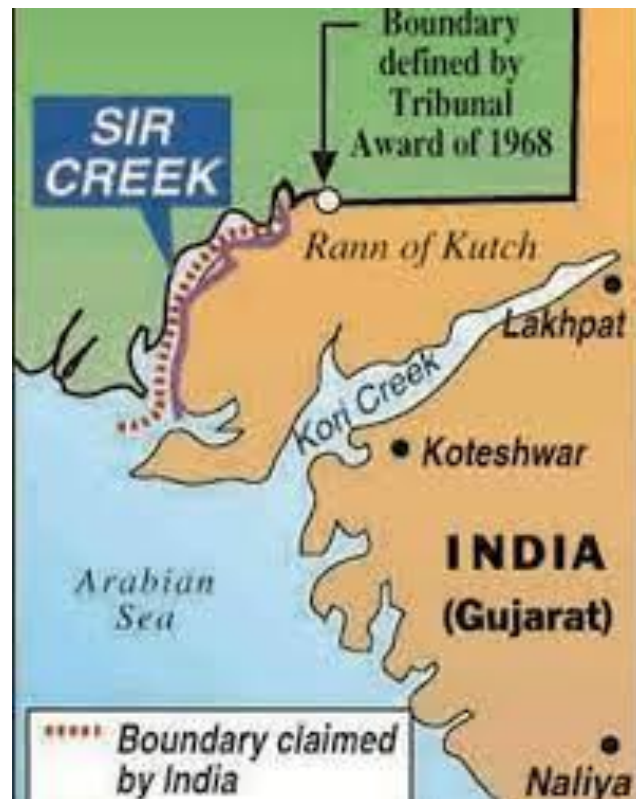 Boundary
defined by
Tribunal
Award of 1968
SIR
CREEK
Rann of Kutch
Lakhpat
Kori Creek
Koteshwar
INDIA
(Gujarat)
Arabian
Sea
Boundary claimed
by India
Naliya